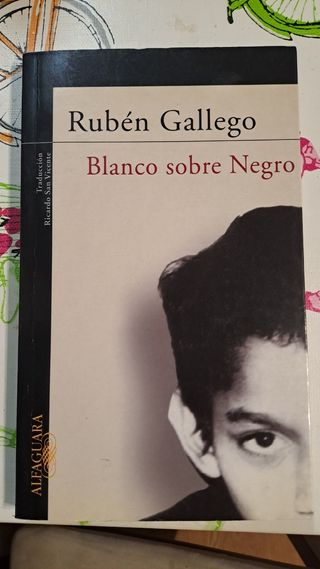 Rubén Gallego
Blanco sobre Negro
Traducción
Ricardo San Vicente
ALFAGUARA